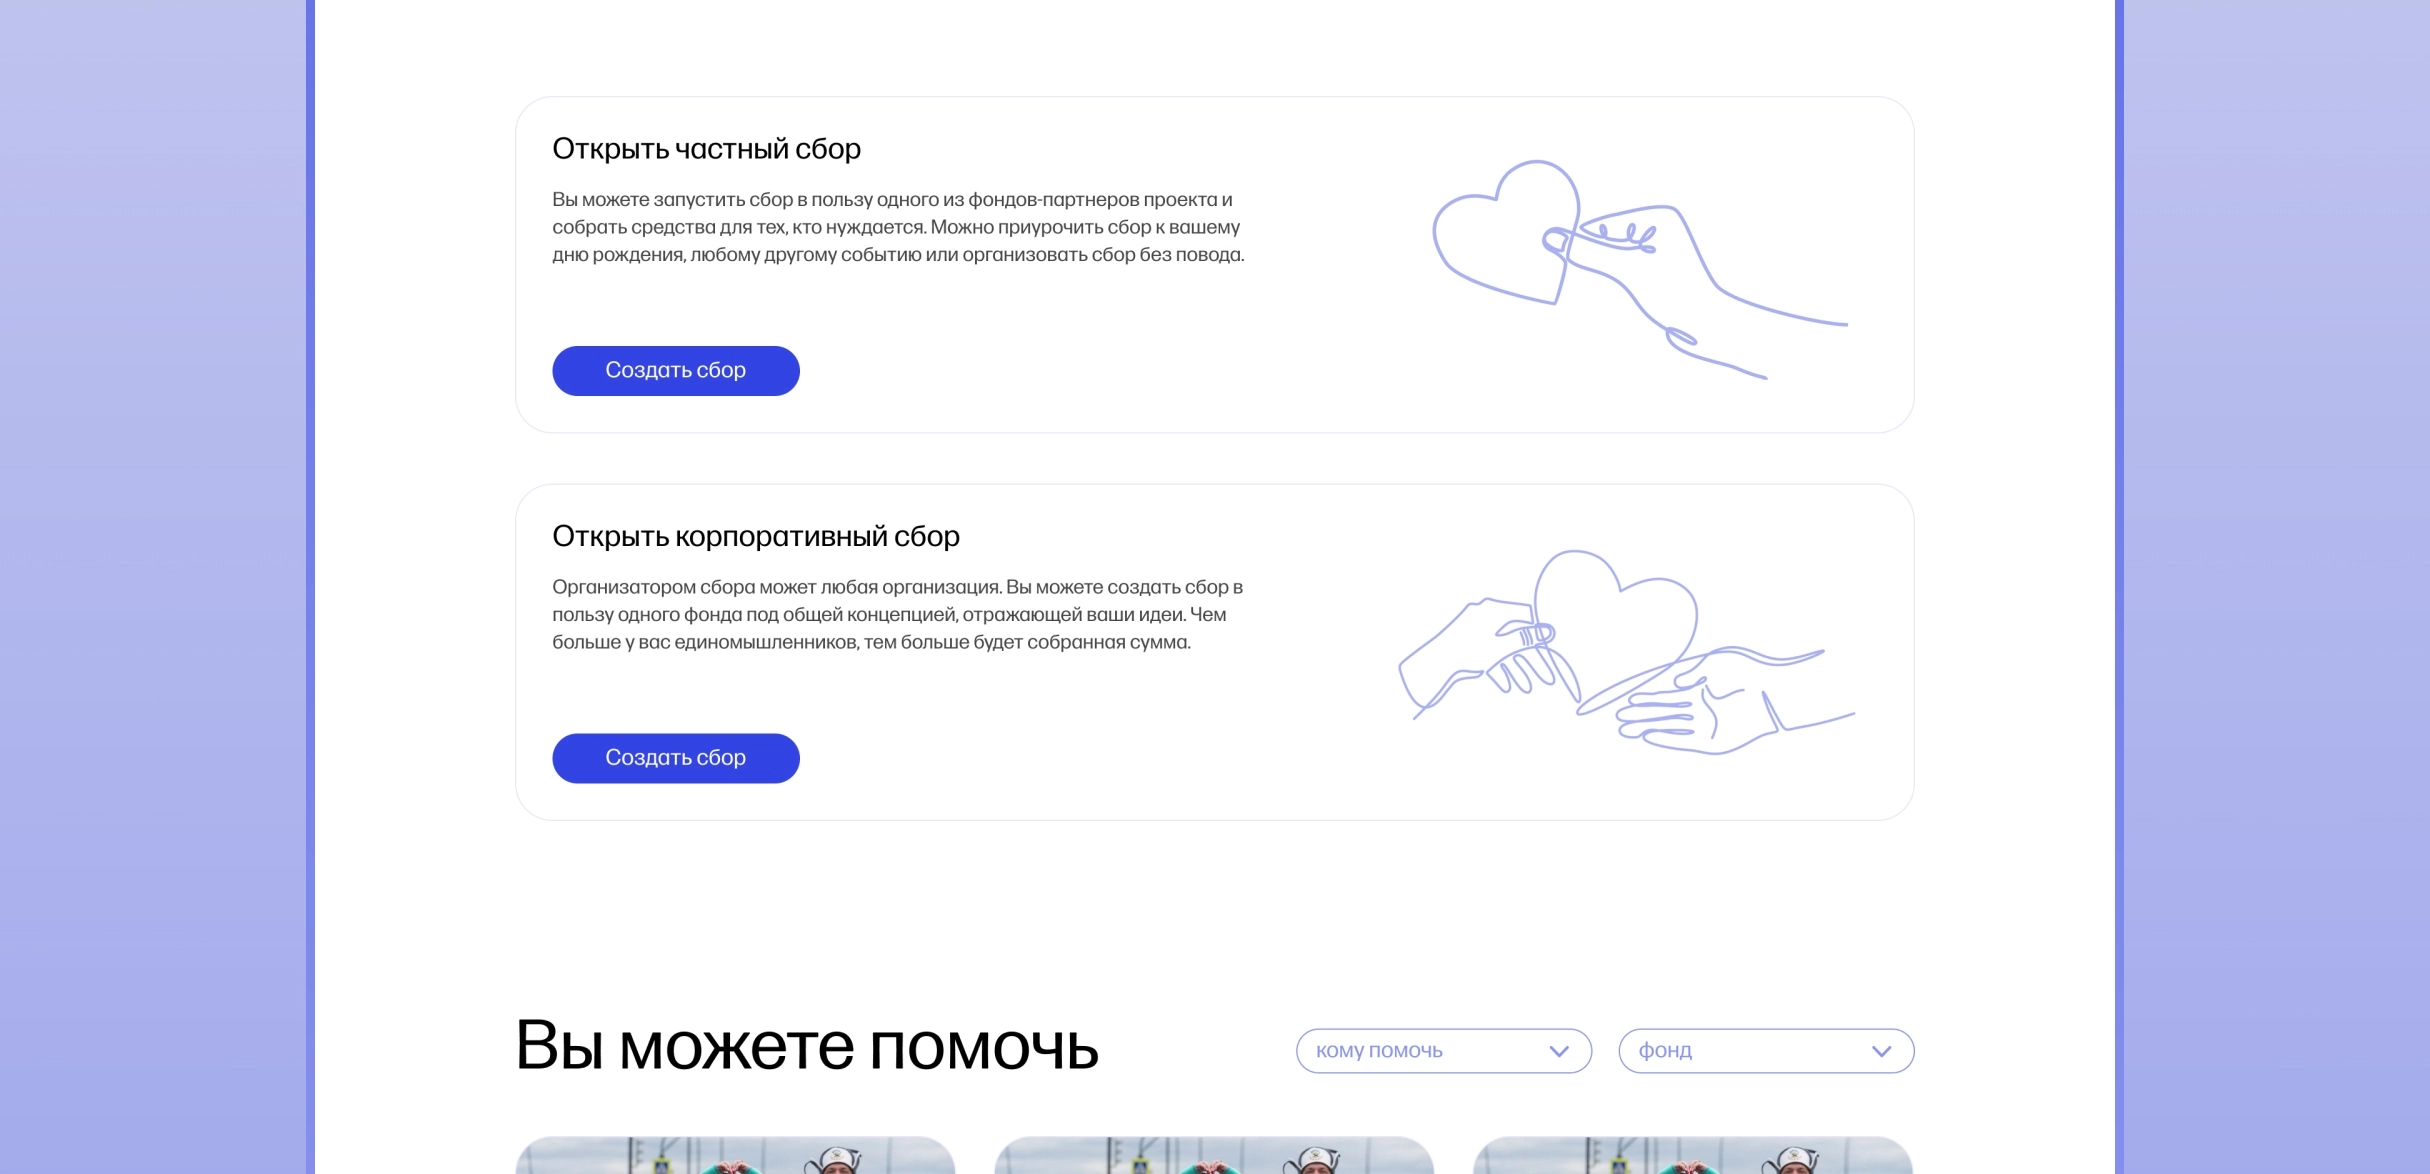 Открыть частный сбор
Вы можете запустить сбор в пользу одного из фондов-партнеров проекта и
собрать средства для тех, кто нуждается. Можно приурочить сбор к вашему
дню рождения, любому другому событию или организовать сбор без повода.
Создать сбор
Открыть корпоративный сбор
Организатором сбора может любая организация. Вы можете создать сбор в
пользу одного фонда под общей концепцией, отражающей ваши идеи. Чем
больше у вас единомышленников, тем больше будет собранная сумма.
Создать сбор
Вы можете помочь
кому помочь
фонд